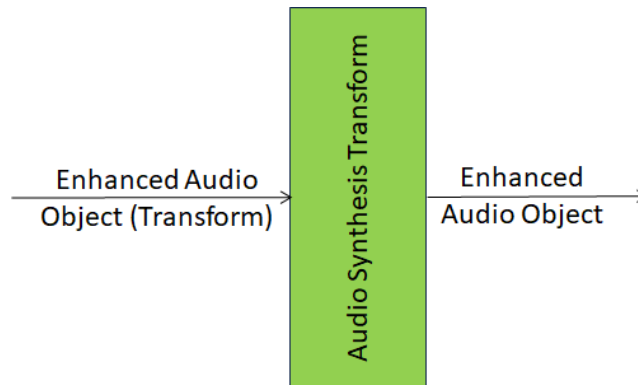 Enhanced Audio
Object (Transform)
Audio Synthesis Transform
Enhanced
Audio Object